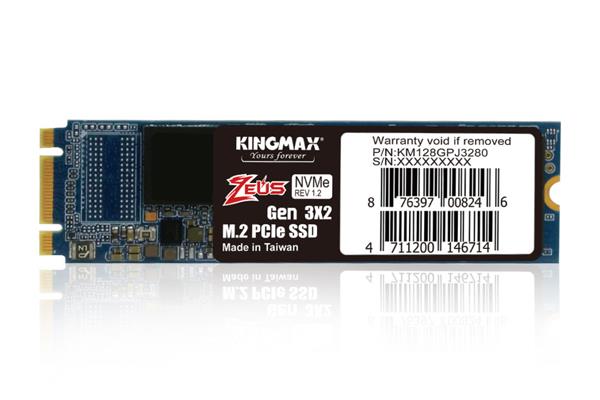 KINGMAX
Yours forever
ZEUS
NVMe
REV 1.2
Gen 3X2
M.2 PCIe SSD
Made in Taiwan
Warranty void if removed
P/N:KM128GPJ3280
S/N:XXXXXXXXX
8 76397 00824 6
4 711200 146714